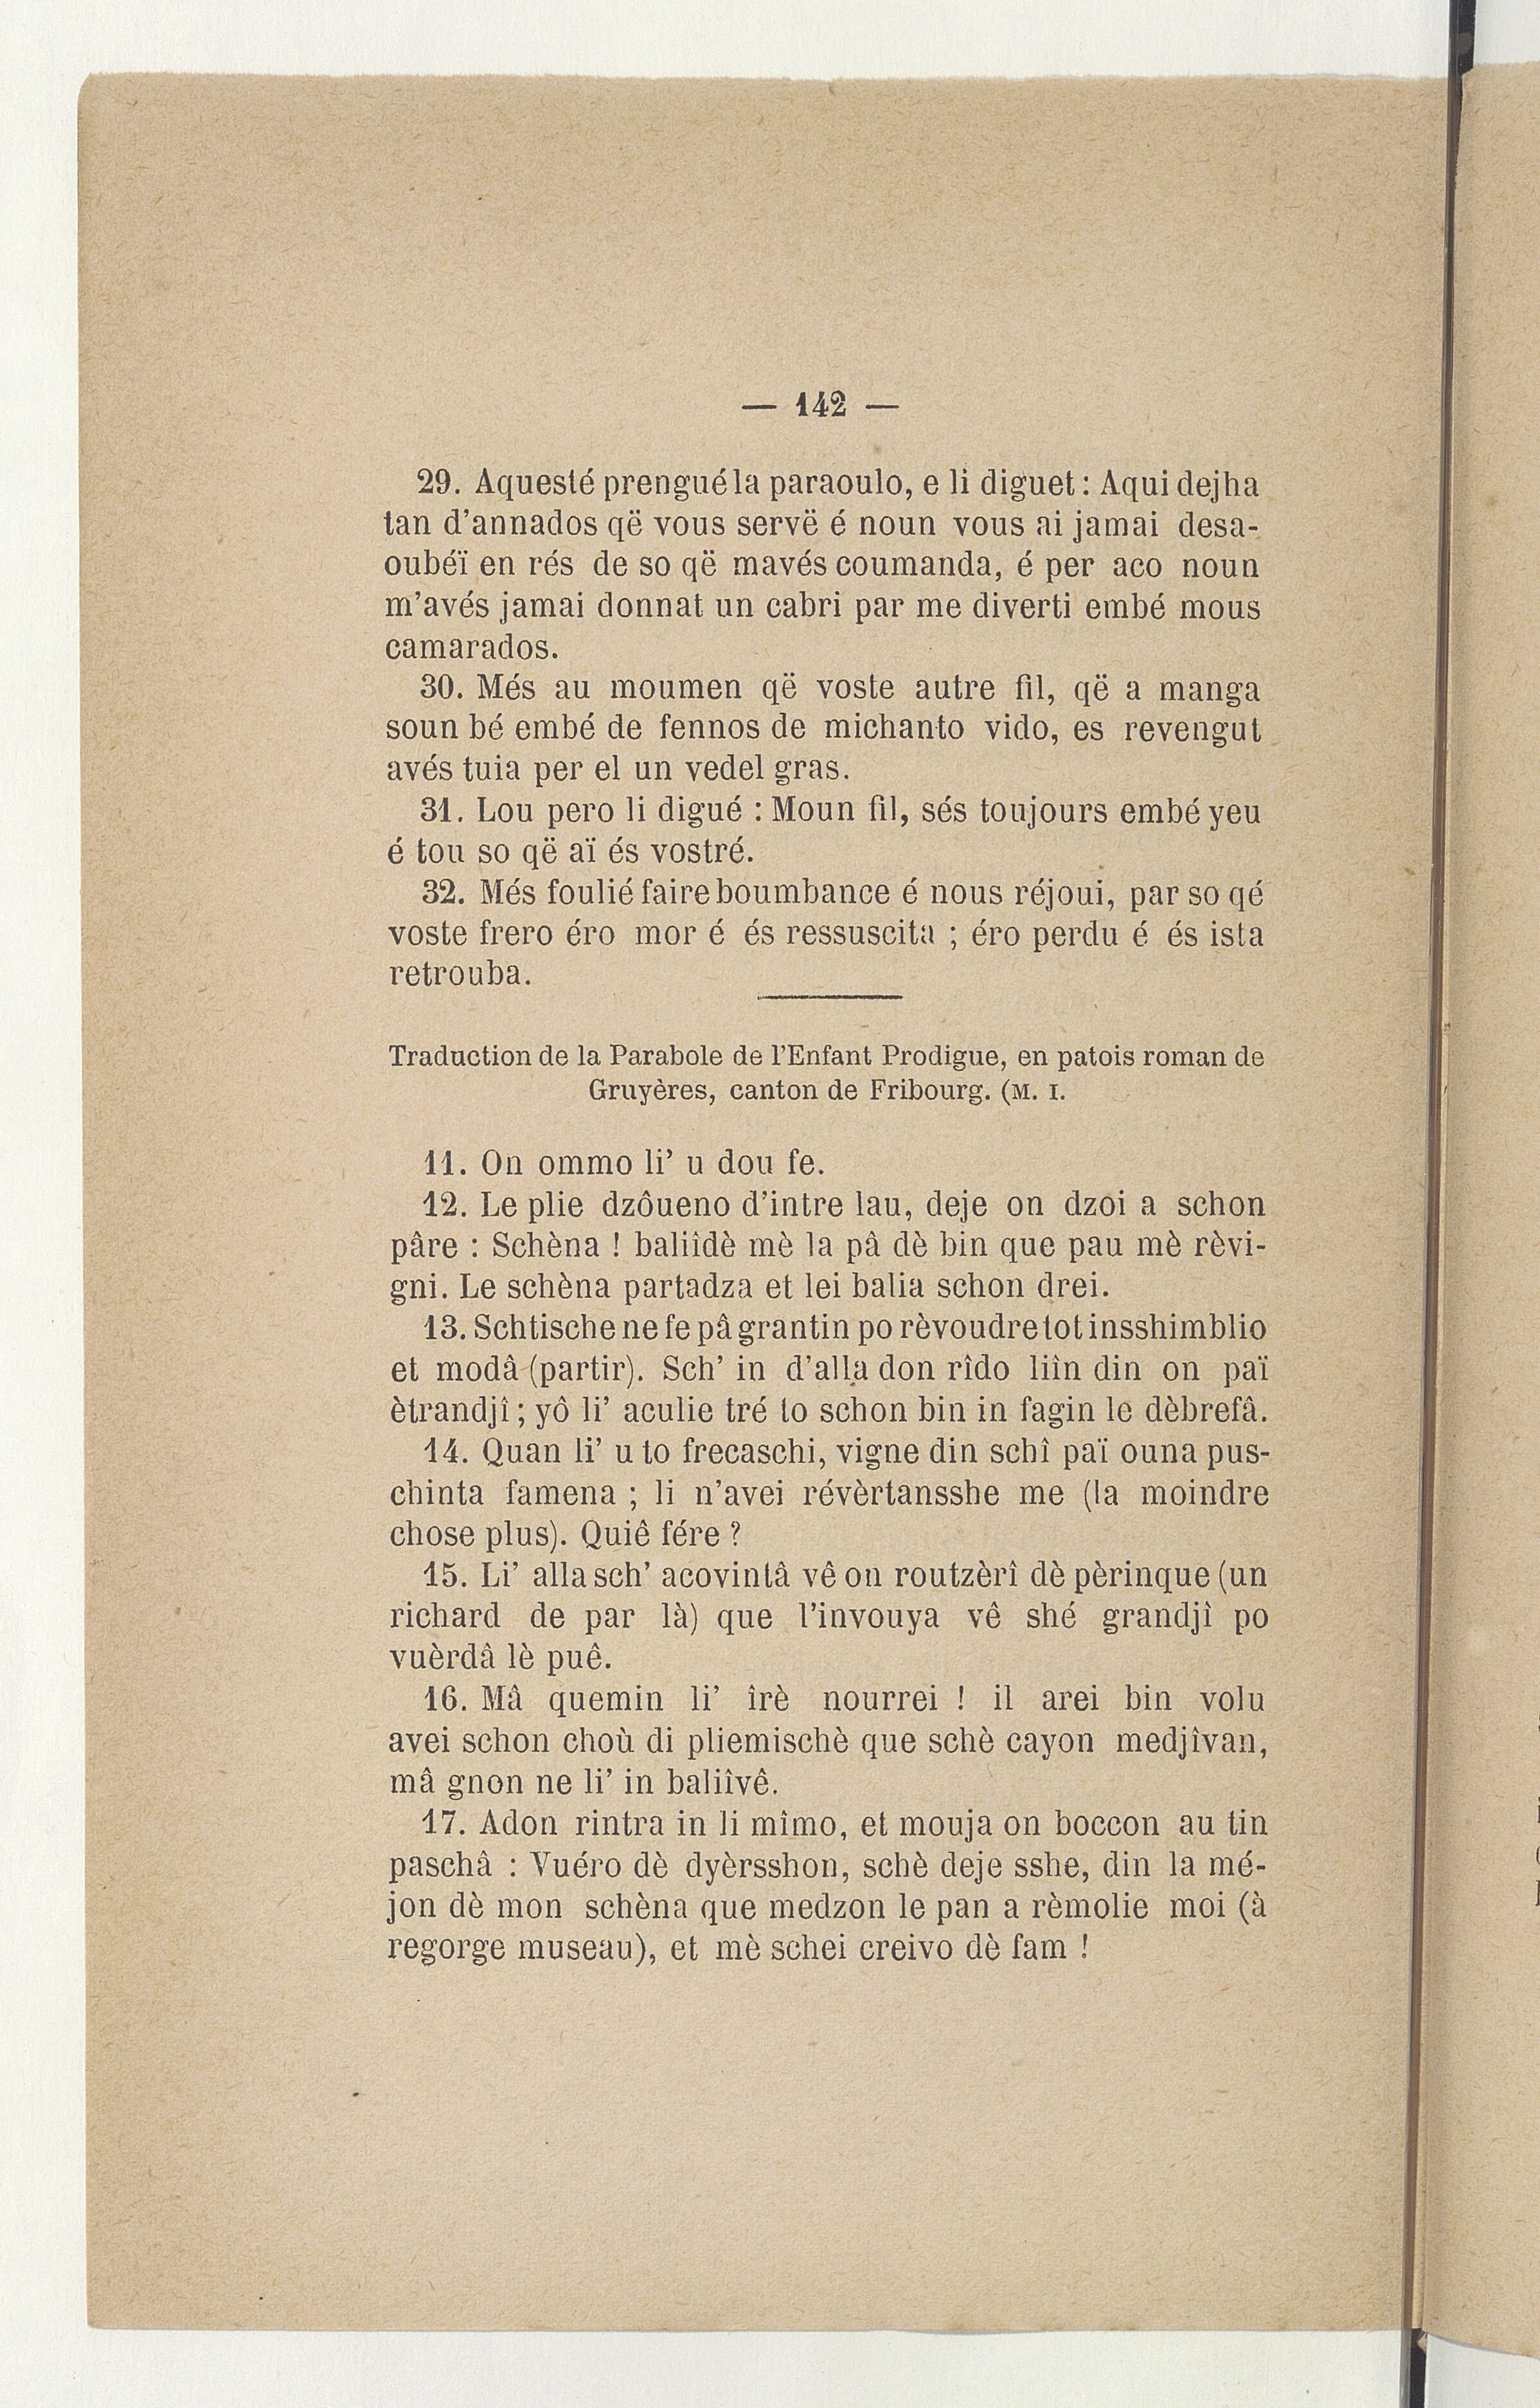 — 142 —
29. Aquesté prengué la paraoulo, e li diguet : Aqui dejha
tan d'annados që vous servë é noun vous ai jamai desa-
oubéï en rés de so që mavés coumanda, é per aco noun
m'avés jamai donnat un cabri par me diverti embé mous
camarados.
30. Més au moumen që voste autre fil, që a manga
soun bé embé de fennos de michanto vido, es revengut
avés tuia per el un vedel gras.
31. Lou pero li digué : Moun fil, sés toujours embé yeu
é tou so që aï és vostré.
32. Més foulié faire boumbance é nous réjoui, par so qé
voste frero éro mor é és ressuscita ; éro perdu é és ista
retrouba.
Traduction de la Parabole de l'Enfant Prodigue, en patois roman de
Gruyères, canton de Fribourg. (M. I.
11. On ommo li' u dou fe.
12. Le plie dzôueno d'intre lau, deje on dzoi a schon
pâre : Schèna ! baliîdè mè la pâ dè bin que pau mè rèvi-
gni. Le schèna partadza et lei balia schon drei.
13. Schtische ne fe pâ grantin po rèvoudre tot insshimblio
et modâ (partir). Sch' in d'alla don rîdo liîn din on paï
ètrandjî ; yô li' aculie tré to schon bin in fagin le dèbrefâ.
14. Quan li' u to frecaschi, vigne din schî paï ouna pus-
chinta famena ; li n'avei révèrtansshe me (la moindre
chose plus). Quiê fére ?
15. Li' alla sch' acovintâ vê on routzèrî dè pèrinque (un
richard de par là) que l'invouya vê shé grandjî po
vuèrdâ lè puê.
16. Mâ quemin li' îrè nourrei ! il arei bin volu
avei schon choù di pliemischè que schè cayon medjîvan,
mâ gnon ne li' in baliîvê.
17. Adon rintra in li mîmo, et mouja on boccon au tin
paschâ : Vuéro dè dyèrsshon, schè deje sshe, din la mé-
jon dè mon schèna que medzon le pan a rèmolie moi (à
regorge museau), et mè schei creivo dè fam !